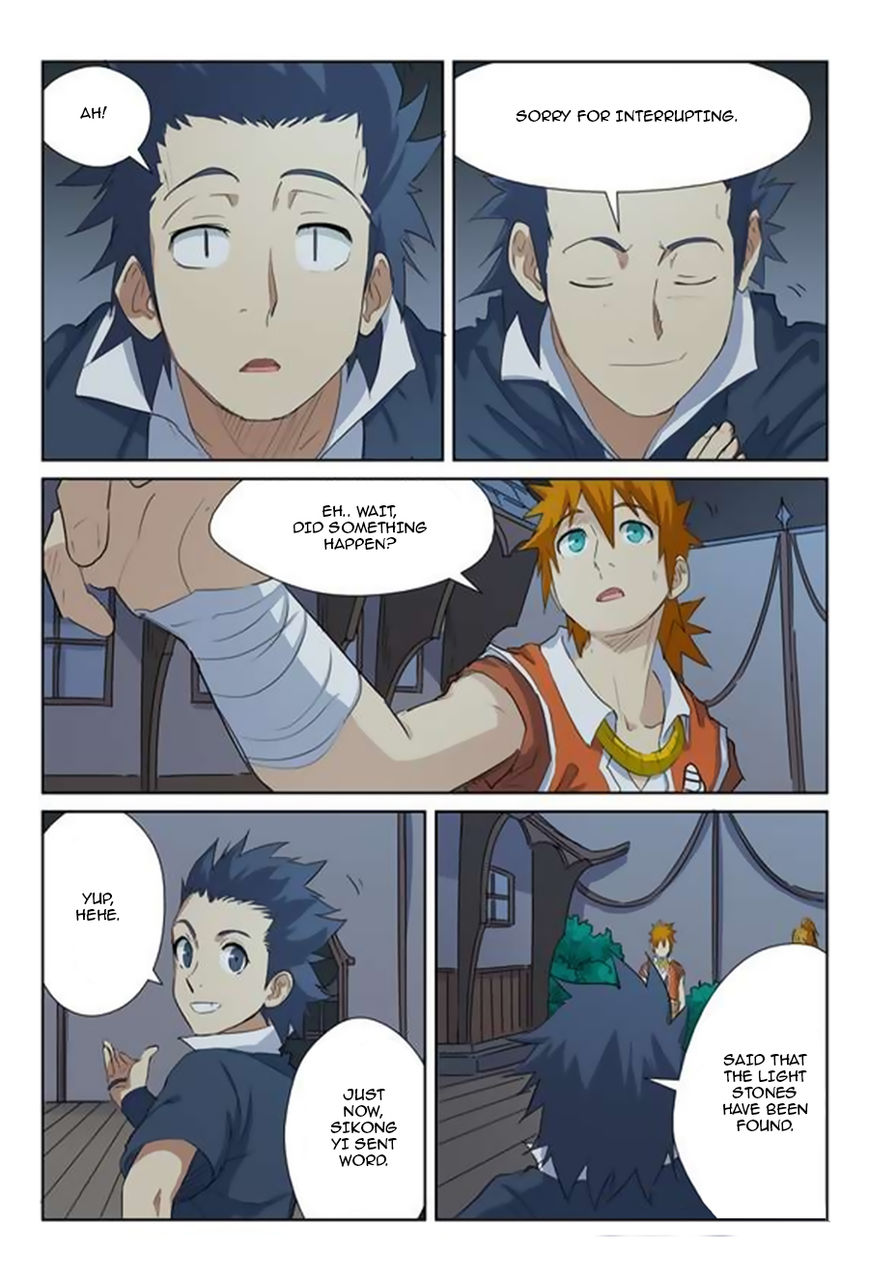 AH!
SORRY FOR INTERRUPTING.
EH.. WAIT,
DID SOMETHING
HAPPEN?
YUP,
HEHE.
JUST
NOW,
SIKONG
YI SENT
WORD.
SAID THAT
THE LIGHT
STONES
HAVE BEEN
FOUND.